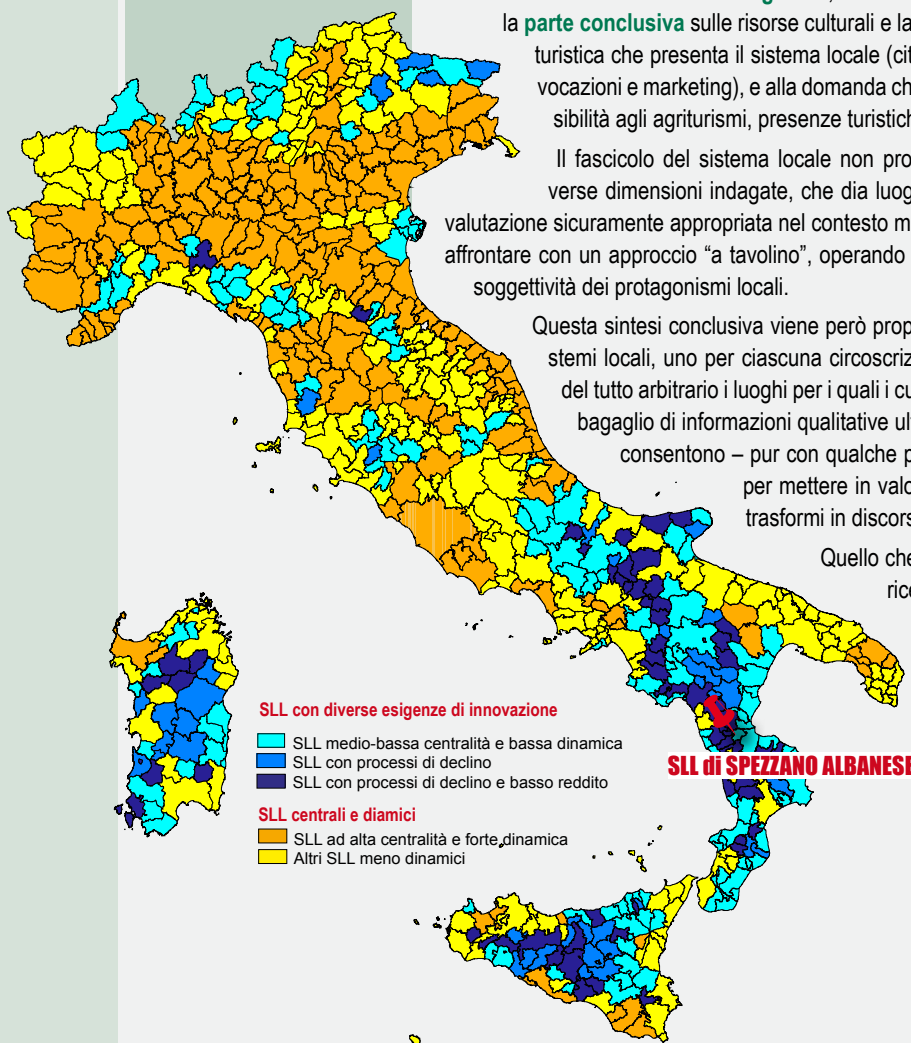 la parte conclusiva sulle risorse culturali e la
turistica che presenta il sistema locale (cit
vocazioni e marketing), e alla domanda ch
sibilità agli agriturismi, presenze turistich
Il fascicolo del sistema locale non pro
verse dimensioni indagate, che dia luog
valutazione sicuramente appropriata nel contesto m
affrontare con un approccio “a tavolino”, operando
soggettività dei protagonismi locali.
Questa sintesi conclusiva viene però prop
stemi locali, uno per ciascuna circoscriz
del tutto arbitrario i luoghi per i quali i cu
bagaglio di informazioni qualitative ult
consentono – pur con qualche p
per mettere in valo
trasformi in discors
Quello che
rice
SLL con diverse esigenze di innovazione
SLL medio-bassa centralità e bassa dinamica
SLL con processi di declino
SLL con processi di declino e basso reddito
SLL centrali e diamici
SLL ad alta centralità e forte dinamica
Altri SLL meno dinamici
SLL di SPEZZANO ALBANESE